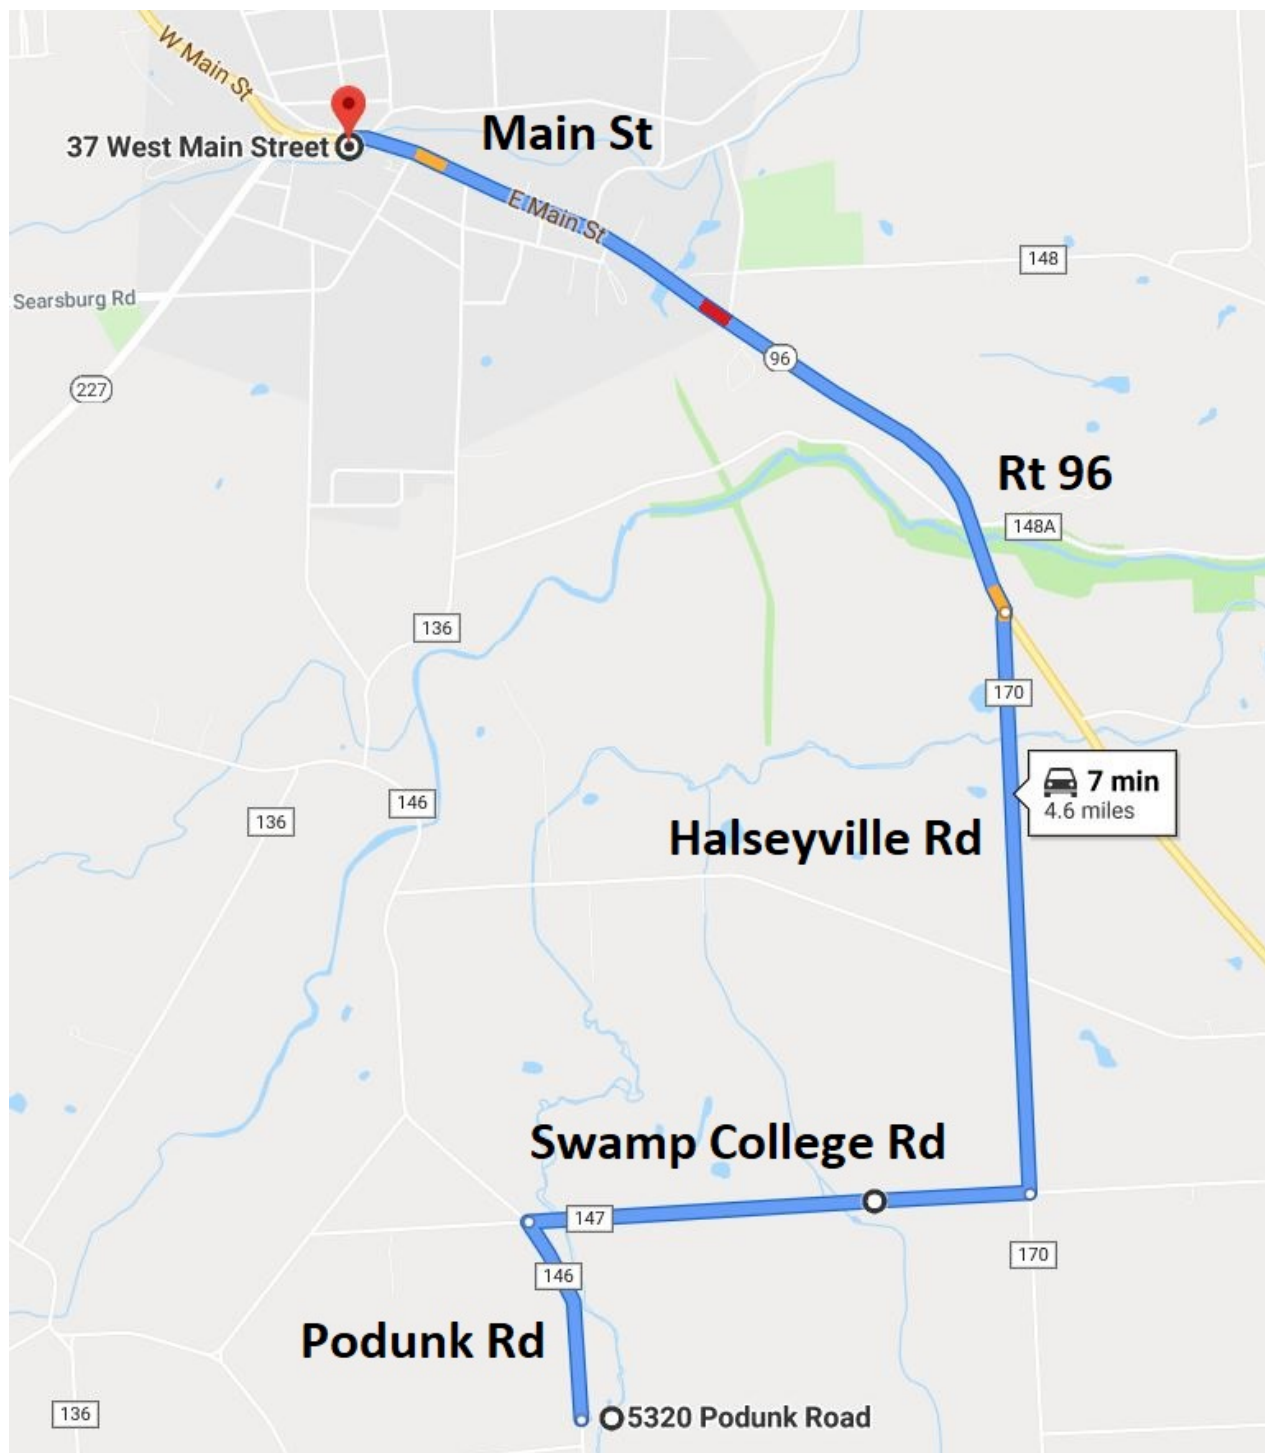 W Main St
37 West Main Street
Main St
E Main St
148
Searsburg Rd
96
227
Rt 96
148A
136
170
7 min
4.6 miles
146
136
Halseyville Rd
Swamp College Rd
147
170
146
Podunk Rd
136
5320 Podunk Road